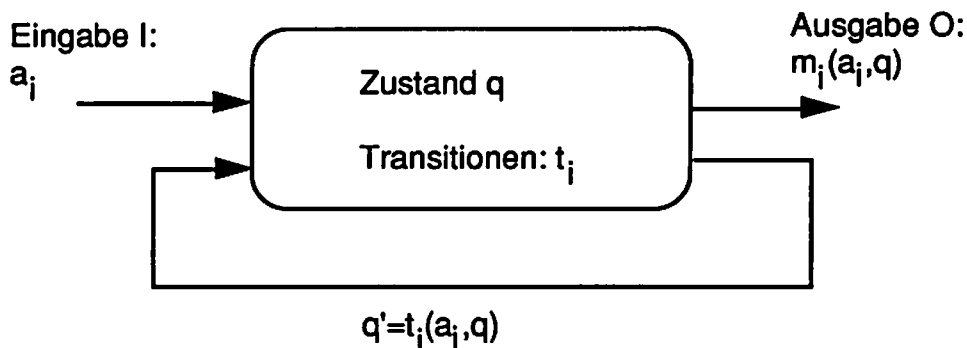 Eingabe I:
a_i
Zustand q
Transitionen: t_i
Ausgabe O:
m_i(a_i,q)
q'=t_i(a_i,q)